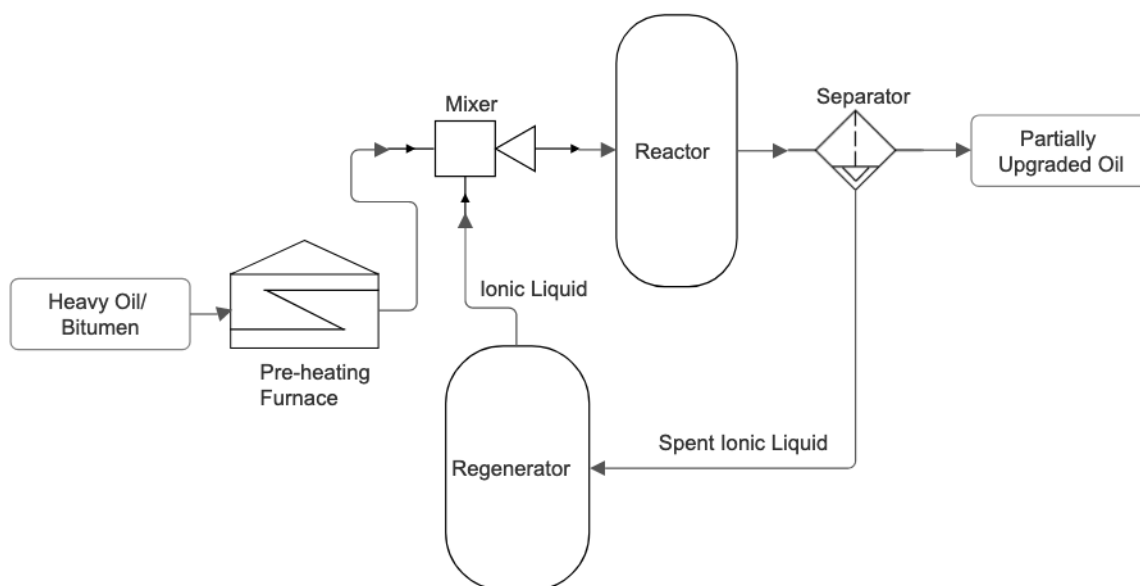 Mixer
Separator
Reactor
Partially
Upgraded Oil
Heavy Oil/
Bitumen
Ionic Liquid
Pre-heating
Furnace
Regenerator
Spent Ionic Liquid